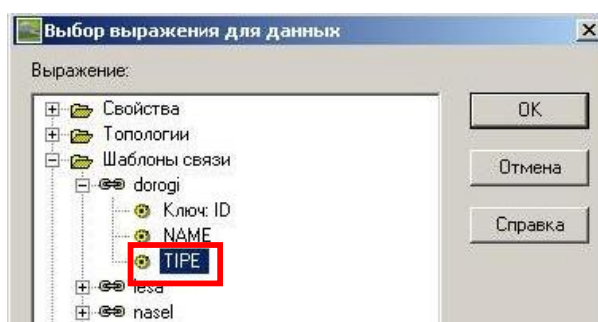 Выбор выражения для данных
Выражение:
Свойства
Топологии
Шаблоны связи
dorogi
Ключ: ID
NAME
TIPE
lesa
nasel
OK
Отмена
Справка